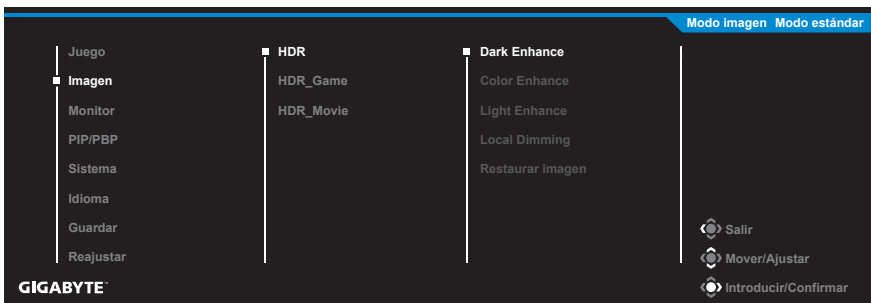 Modo imagen Modo estándar
Juego
Imagen
Monitor
PIP/PBP
Sistema
Idioma
Guardar
Reajustar
HDR
HDR_Game
HDR_Movie
Dark Enhance
Color Enhance
Light Enhance
Local Dimming
Restaurar imagen
Salir
Mover/Ajustar
Introducir/Confirmar
GIGABYTE™